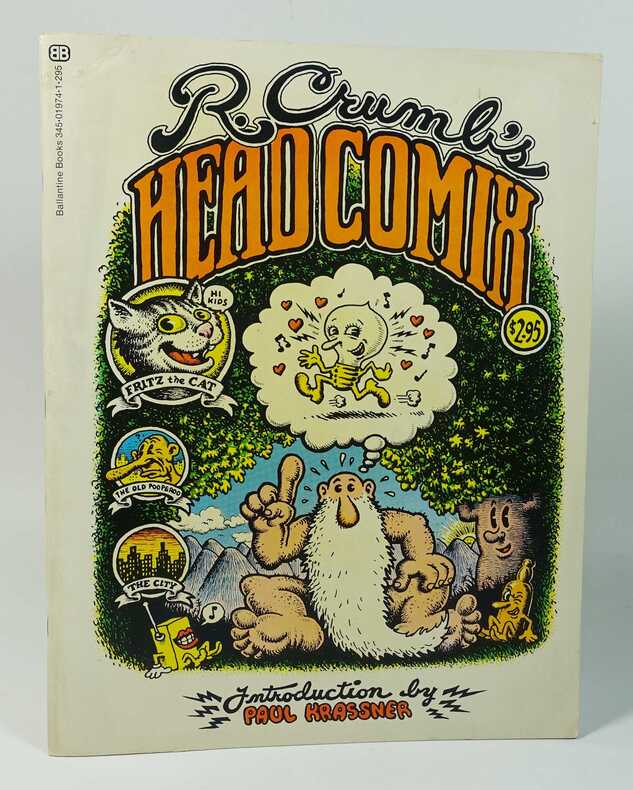 BB
Ballantine Books 345-01974-1-295
R. Crumb's
HEAD COMIX
$2.95
HI
KIDS
FRITZ the CAT
THE OLD POOPEROO
THE CITY
Introduction by
PAUL KRASSNER